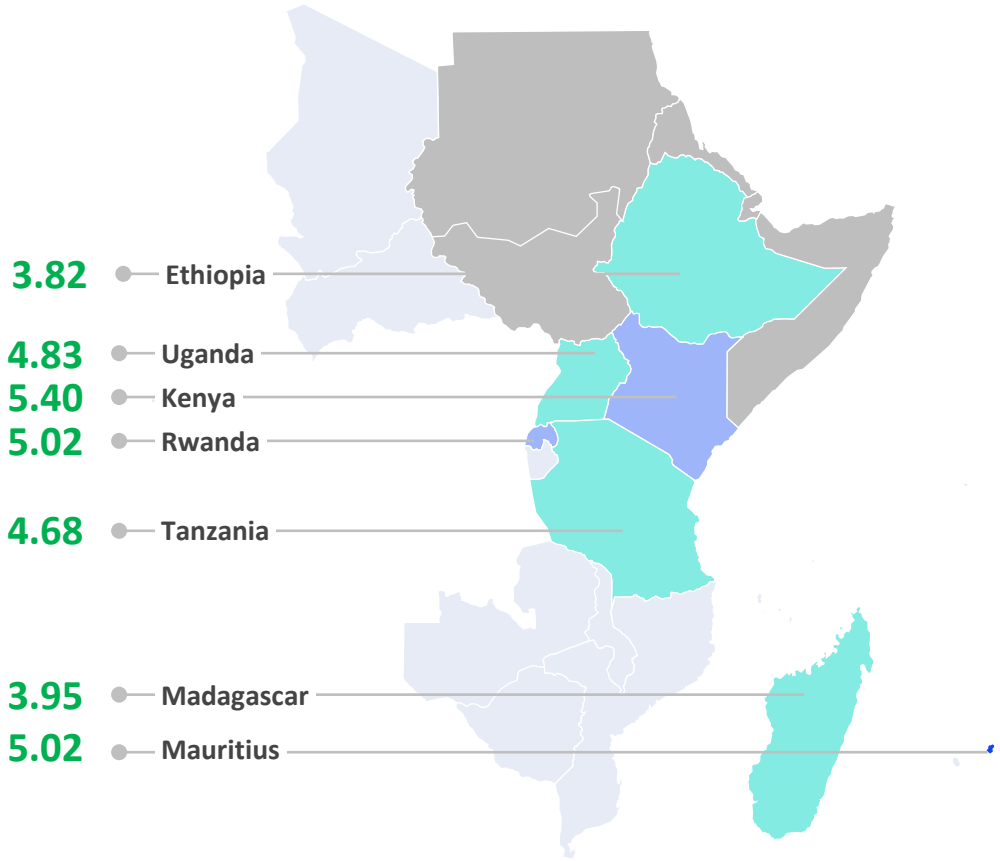 3.82 Ethiopia
4.83 Uganda
5.40 Kenya
5.02 Rwanda
4.68 Tanzania
3.95 Madagascar
5.02 Mauritius